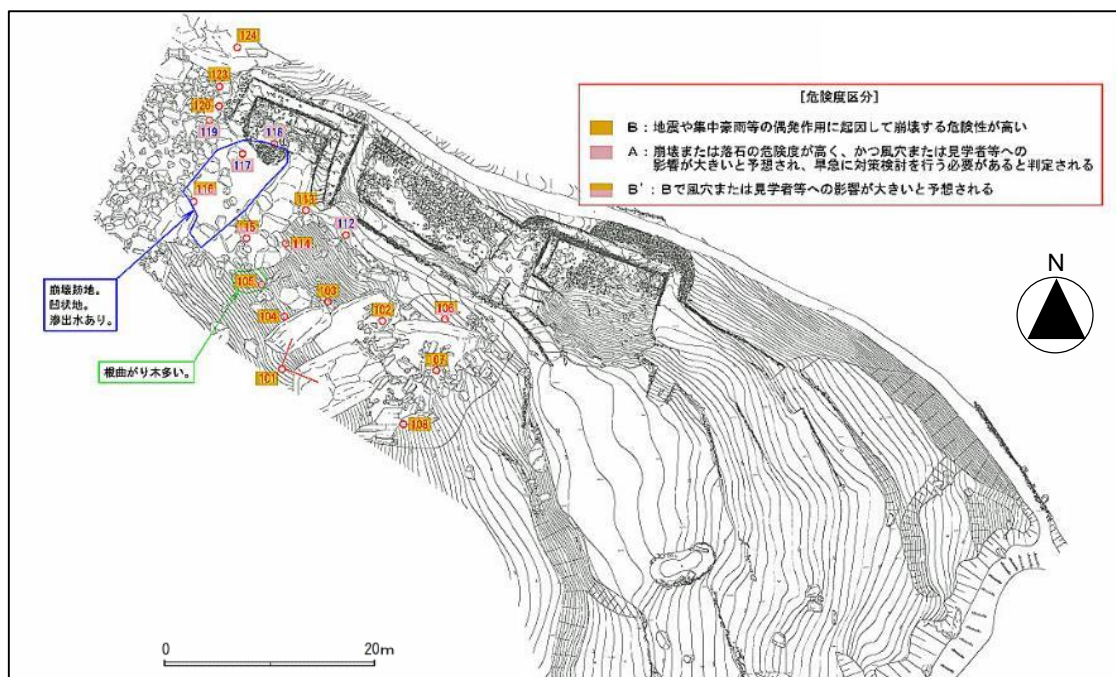 124
[危険度区分]
B：地震や集中豪雨等の偶発作用に起因して崩壊する危険性が高い
A：崩壊または落石の危険度が高く、かつ風穴または見学者等への
影響が大きいと予想され、早急に対策検討を行う必要があると判定される
B'：Bで風穴または見学者等への影響が大きいと予想される
123
120
119
118
117
116
113
112
115
114
N
105
崩壊跡地。
凹状地。
滲出水あり。
103
104
102
106
根曲がり木多い。
101
107
108
0
20m